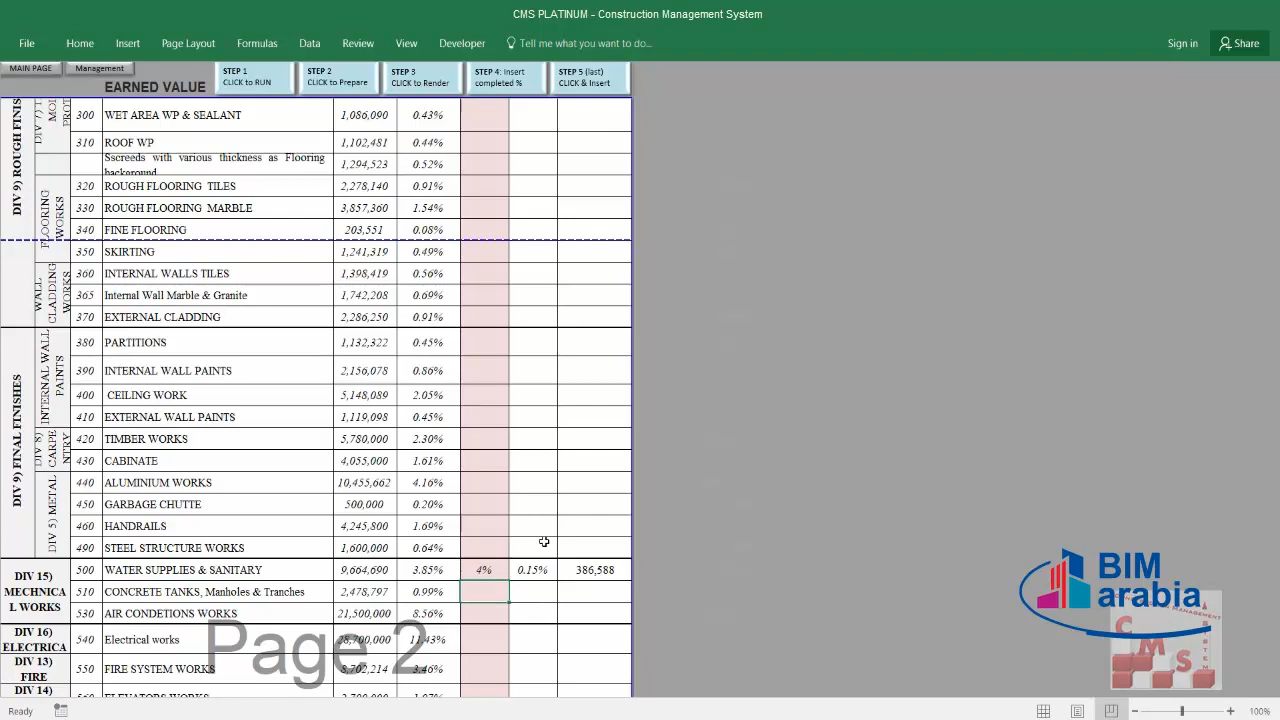 CMS PLATINUM - Construction Management System
File Home Insert Page Layout Formulas Data Review View Developer Tell me what you want to do... Sign in Share
MAIN PAGE Management
EARNED VALUE
STEP 1
CLICK to RUN
STEP 2
CLICK to Prepare
STEP 3
CLICK to Render
STEP 4: Insert
completed %
STEP 5 (last)
CLICK & Insert
DIV 9) ROUGH FINIS
FLOORING
WORKS
WALL
CLADDING
WORKS
300 WET AREA WP & SEALANT 1,086,090 0.43%
310 ROOF WP 1,102,481 0.44%
Sscreeds with various thickness as Flooring
background 1,294,523 0.52%
320 ROUGH FLOORING TILES 2,278,140 0.91%
330 ROUGH FLOORING MARBLE 3,857,360 1.54%
340 FINE FLOORING 203,551 0.08%
350 SKIRTING 1,241,319 0.49%
360 INTERNAL WALLS TILES 1,398,419 0.56%
365 Internal Wall Marble & Granite 1,742,208 0.69%
370 EXTERNAL CLADDING 2,286,250 0.91%
DIV 9) FINAL FINISHES
INTERNAL WALL
PAINTS
DIV 8)
CARPE
NTRY
DIV 5) METAL
380 PARTITIONS 1,132,322 0.45%
390 INTERNAL WALL PAINTS 2,156,078 0.86%
400 CEILING WORK 5,148,089 2.05%
410 EXTERNAL WALL PAINTS 1,119,098 0.45%
420 TIMBER WORKS 5,780,000 2.30%
430 CABINATE 4,055,000 1.61%
440 ALUMINIUM WORKS 10,455,662 4.16%
450 GARBAGE CHUTTE 500,000 0.20%
460 HANDRAILS 4,245,800 1.69%
490 STEEL STRUCTURE WORKS 1,600,000 0.64%
DIV 15)
MECHNICA
L WORKS
500 WATER SUPPLIES & SANITARY 9,664,690 3.85% 4% 0.15% 386,588
510 CONCRETE TANKS, Manholes & Tranches 2,478,797 0.99%
530 AIR CONDETIONS WORKS 21,500,000 8.56%
DIV 16)
ELECTRICA
540 Electrical works 28,700,000 11.43%
DIV 13)
FIRE
550 FIRE SYSTEM WORKS 8,702,214 3.46%
DIV 14)
Page 2
BIM
arabia
CMS
Ready
100%